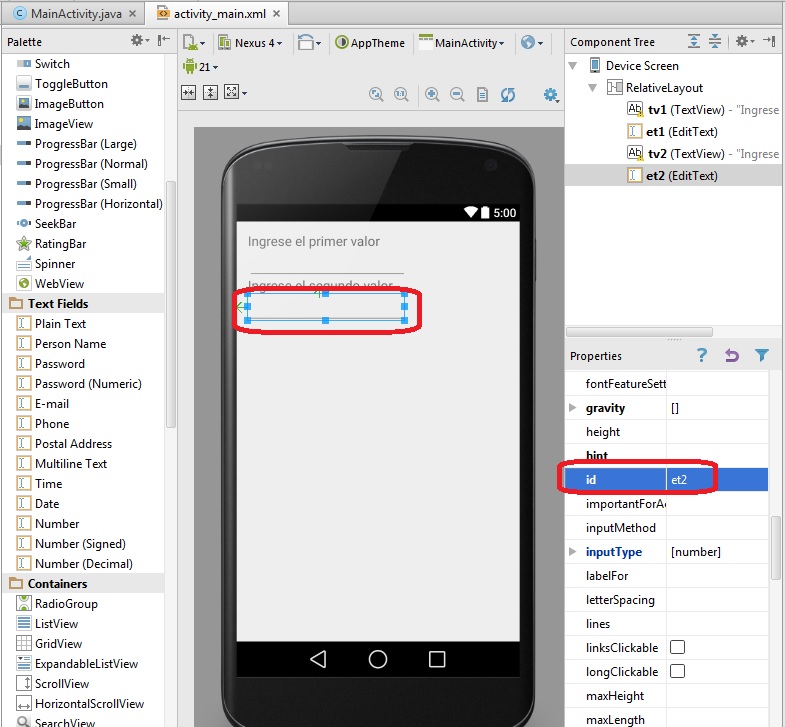 MainActivity.java
activity_main.xml
Palette
Switch
ToggleButton
ImageButton
ImageView
ProgressBar (Large)
ProgressBar (Normal)
ProgressBar (Small)
ProgressBar (Horizontal)
SeekBar
RatingBar
Spinner
WebView
Text Fields
Plain Text
Person Name
Password
Password (Numeric)
E-mail
Phone
Postal Address
Multiline Text
Time
Date
Number
Number (Signed)
Number (Decimal)
Containers
RadioGroup
ListView
GridView
ExpandableListView
ScrollView
HorizontalScrollView
SearchView
Nexus 4
AppTheme
MainActivity
21
5:00
Ingrese el primer valor
Ingrese el segundo valor
Component Tree
Device Screen
RelativeLayout
tv1 (TextView) - "Ingrese
et1 (EditText)
tv2 (TextView) - "Ingrese
et2 (EditText)
Properties
fontFeatureSett
gravity []
height
hint
id et2
importantForAc
inputMethod
inputType [number]
labelFor
letterSpacing
lines
linksClickable
longClickable
maxHeight
maxLength